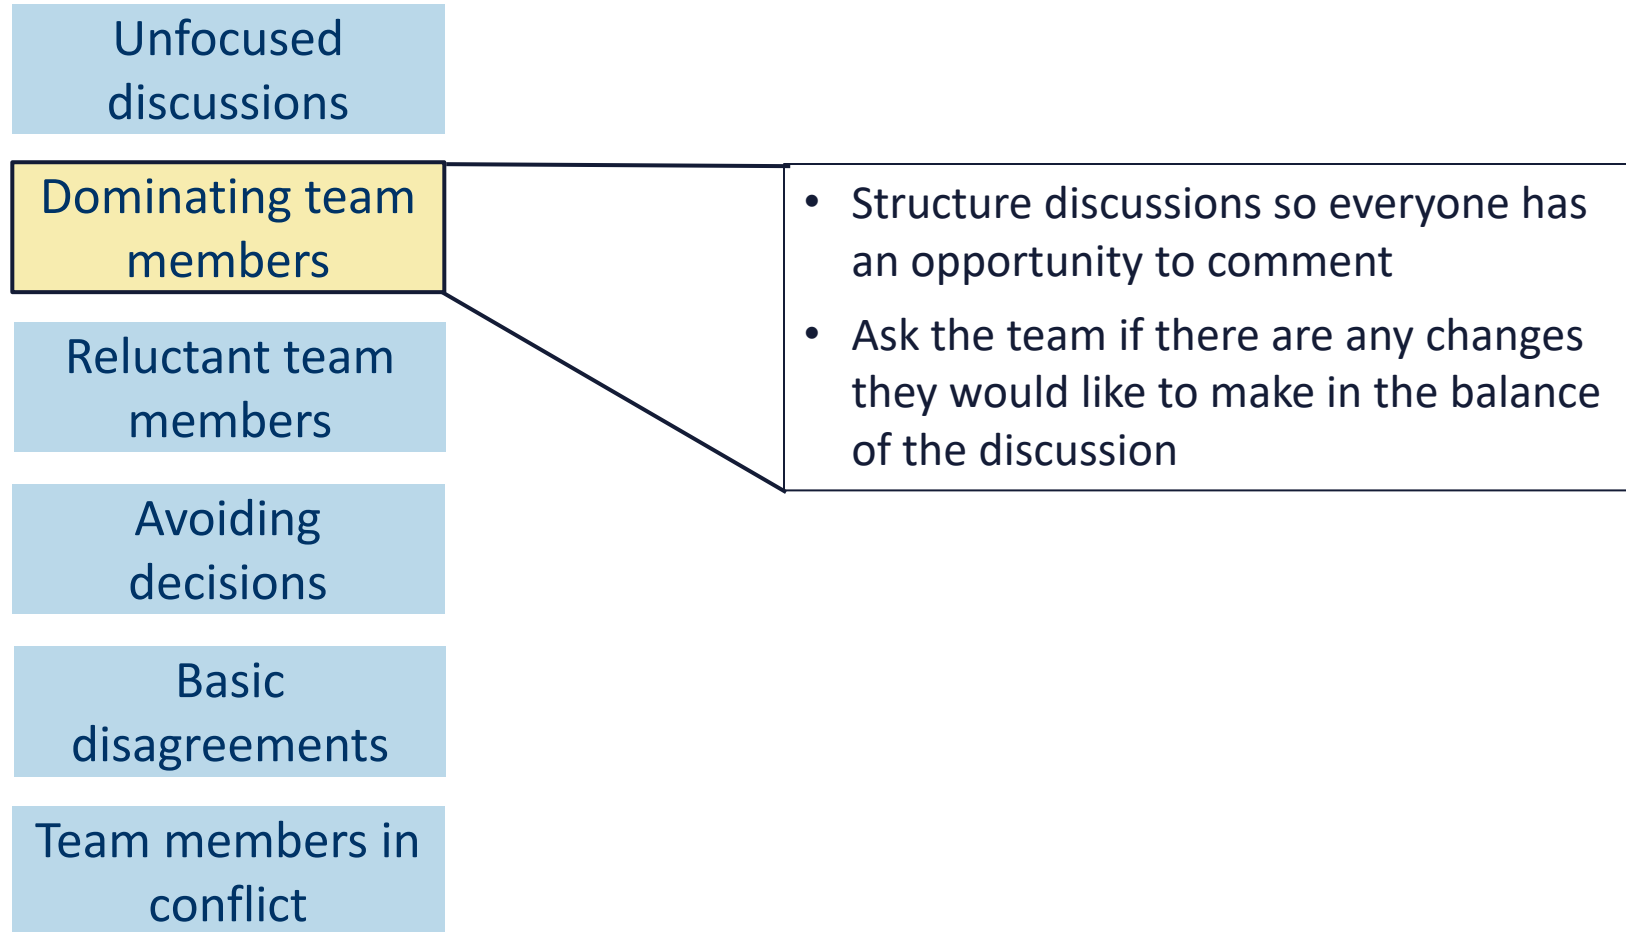 Unfocused
discussions
Dominating team
members
• Structure discussions so everyone has
an opportunity to comment
• Ask the team if there are any changes
they would like to make in the balance
of the discussion
Reluctant team
members
Avoiding
decisions
Basic
disagreements
Team members in
conflict